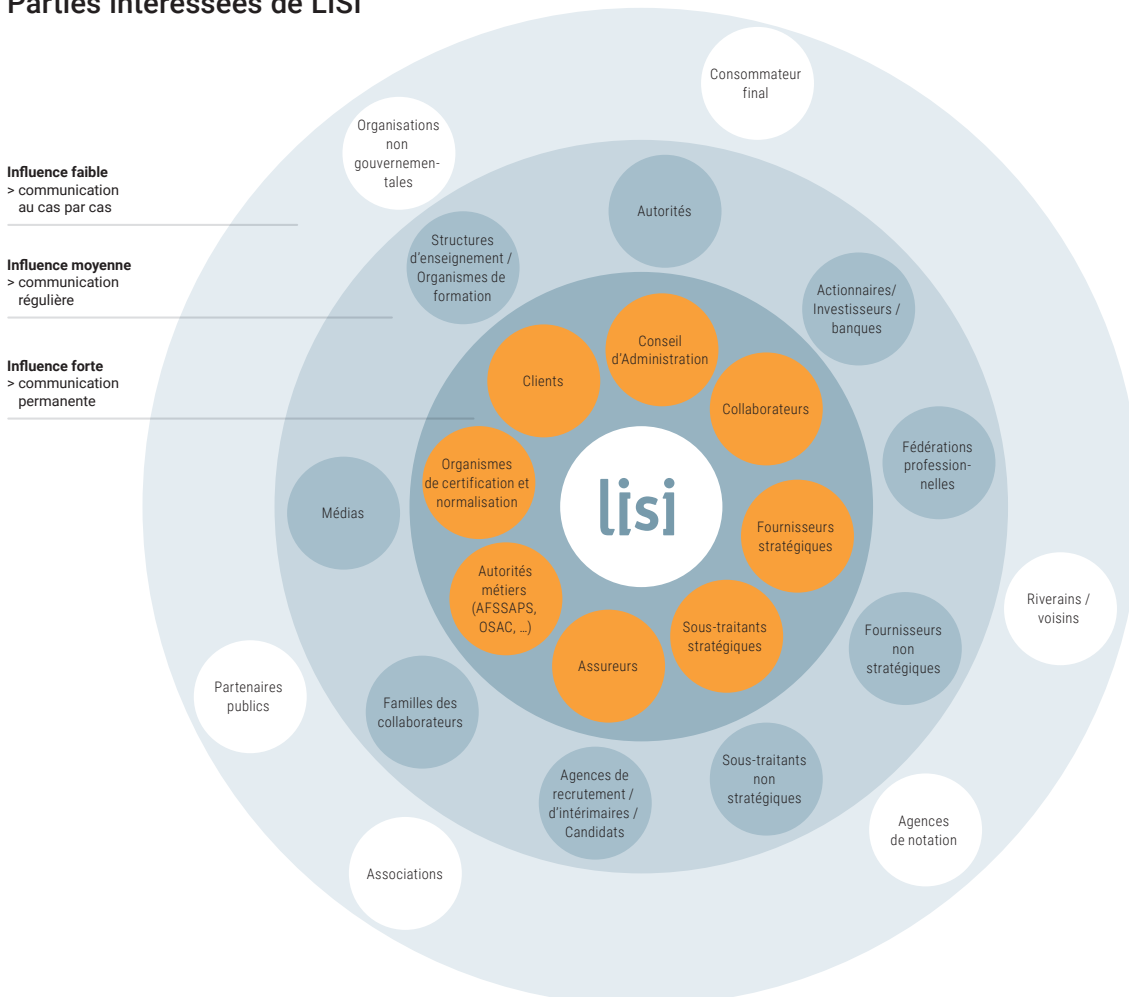 Parties intéressées de LISI
Consommateur
final
Organisations
non
gouvernemen-
tales
Influence faible
> communication
au cas par cas
Autorités
Structures
d'enseignement /
Organismes de
formation
Influence moyenne
> communication
régulière
Actionnaires/
Investisseurs /
banques
Conseil
d'Administration
Influence forte
> communication
permanente
Clients
Collaborateurs
Organismes
de certification et
normalisation
Fédérations
profession-
nelles
lisi
Médias
Fournisseurs
stratégiques
Autorités
métiers
(AFSSAPS,
OSAC, ...)
Riverains /
voisins
Sous-traitants
stratégiques
Fournisseurs
non
stratégiques
Assureurs
Partenaires
publics
Familles des
collaborateurs
Sous-traitants
non
stratégiques
Agences de
recrutement /
d'intérimaires /
Candidats
Agences
de notation
Associations